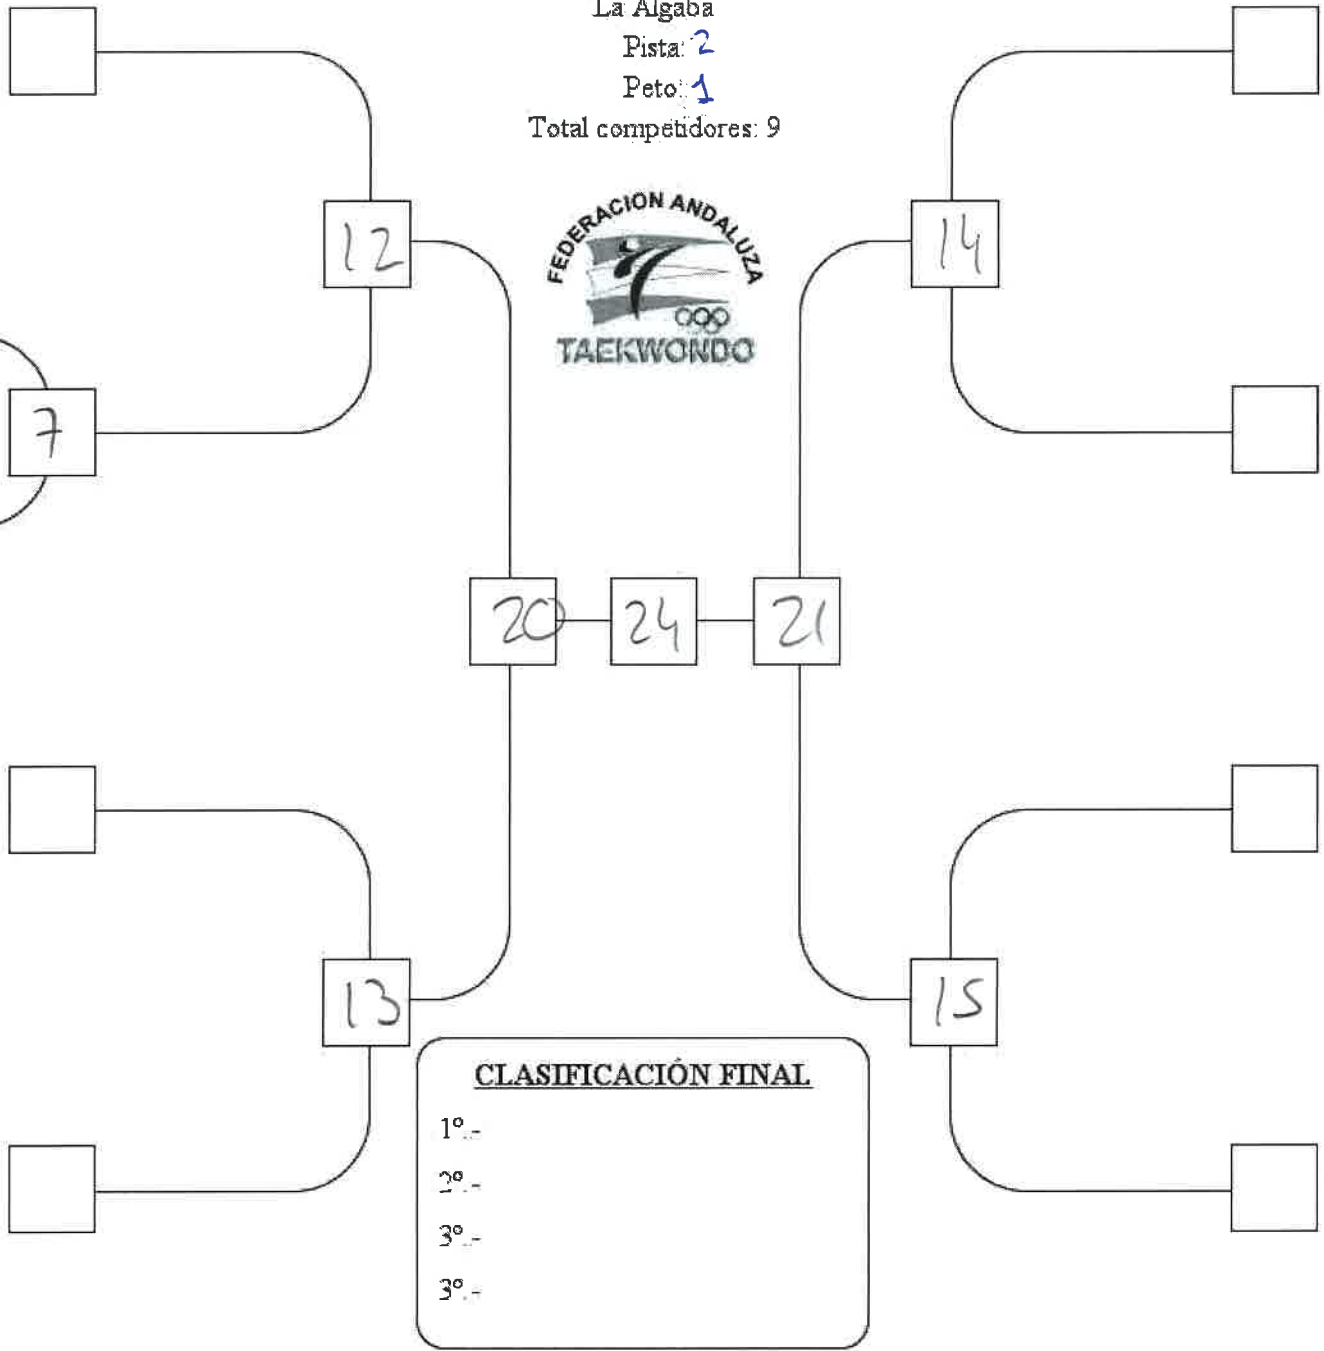 La Algaba
Pista: 2
Peto: 1
Total competidores: 9
FEDERACION ANDALUZA
TAEKWONDO
12
14
7
20
24
21
13
15
CLASIFICACIÓN FINAL
1º.-
2º.-
3º.-
3º.-